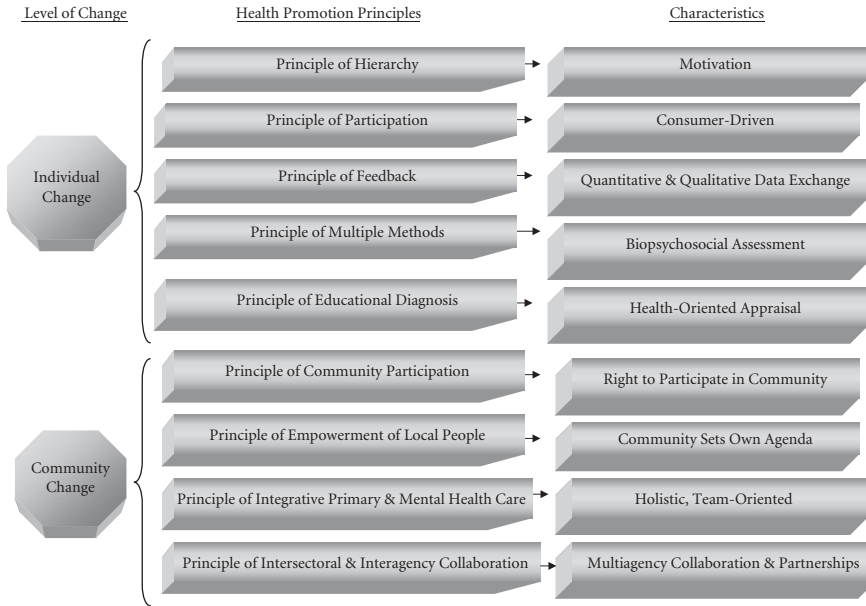 Level of Change
Health Promotion Principles
Characteristics
Individual
Change
Principle of Hierarchy
Motivation
Principle of Participation
Consumer-Driven
Principle of Feedback
Quantitative & Qualitative Data Exchange
Principle of Multiple Methods
Biopsychosocial Assessment
Principle of Educational Diagnosis
Health-Oriented Appraisal
Community
Change
Principle of Community Participation
Right to Participate in Community
Principle of Empowerment of Local People
Community Sets Own Agenda
Principle of Integrative Primary & Mental Health Care
Holistic, Team-Oriented
Principle of Intersectoral & Interagency Collaboration
Multiagency Collaboration & Partnerships